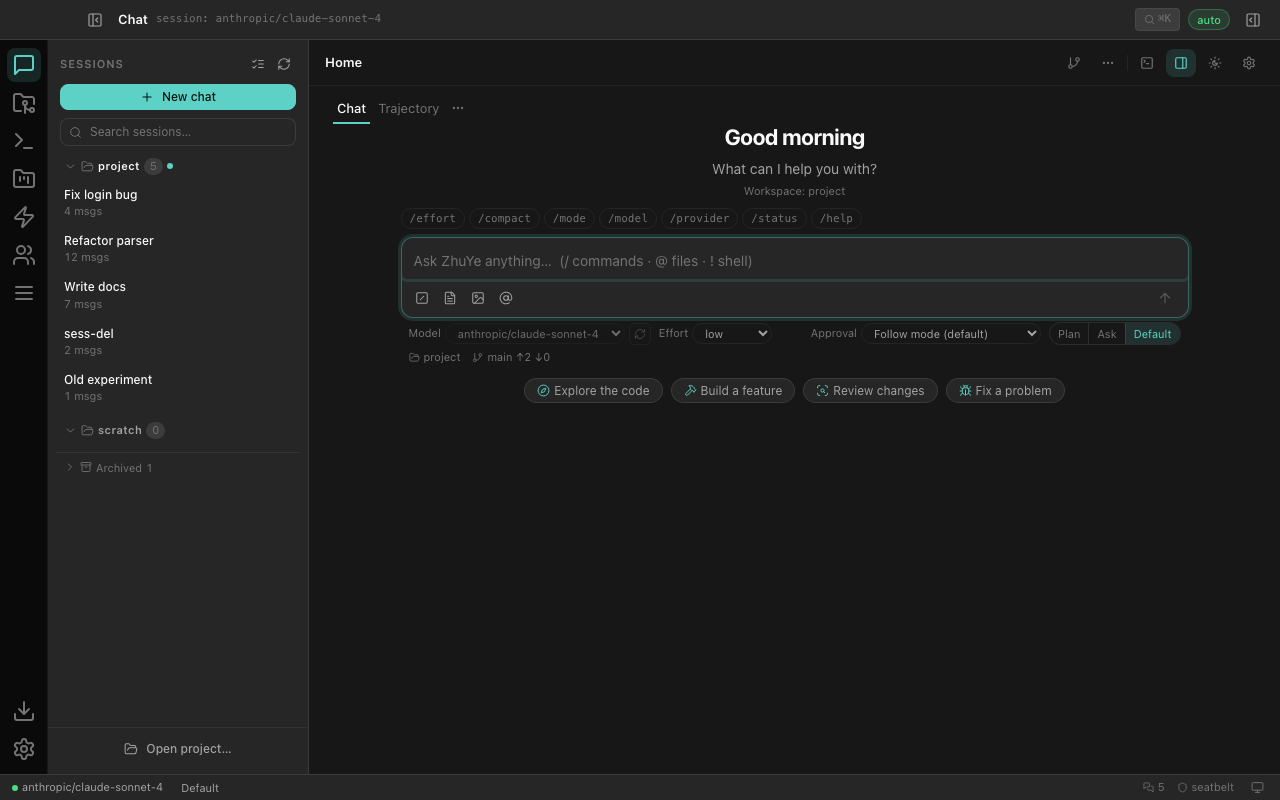 Chat session: anthropic/claude-sonnet-4
⌘K
auto
SESSIONS
New chat
Search sessions...
project 5
Fix login bug
4 msgs
Refactor parser
12 msgs
Write docs
7 msgs
sess-del
2 msgs
Old experiment
1 msgs
scratch 0
Archived 1
Open project...
Home
Chat Trajectory ···
Good morning
What can I help you with?
Workspace: project
/effort /compact /mode /model /provider /status /help
Ask ZhuYe anything... (/ commands · @ files · ! shell)
Model anthropic/claude-sonnet-4 Effort low Approval Follow mode (default) Plan Ask Default
project main ↑2 ↓0
Explore the code Build a feature Review changes Fix a problem
anthropic/claude-sonnet-4 Default 5 seatbelt